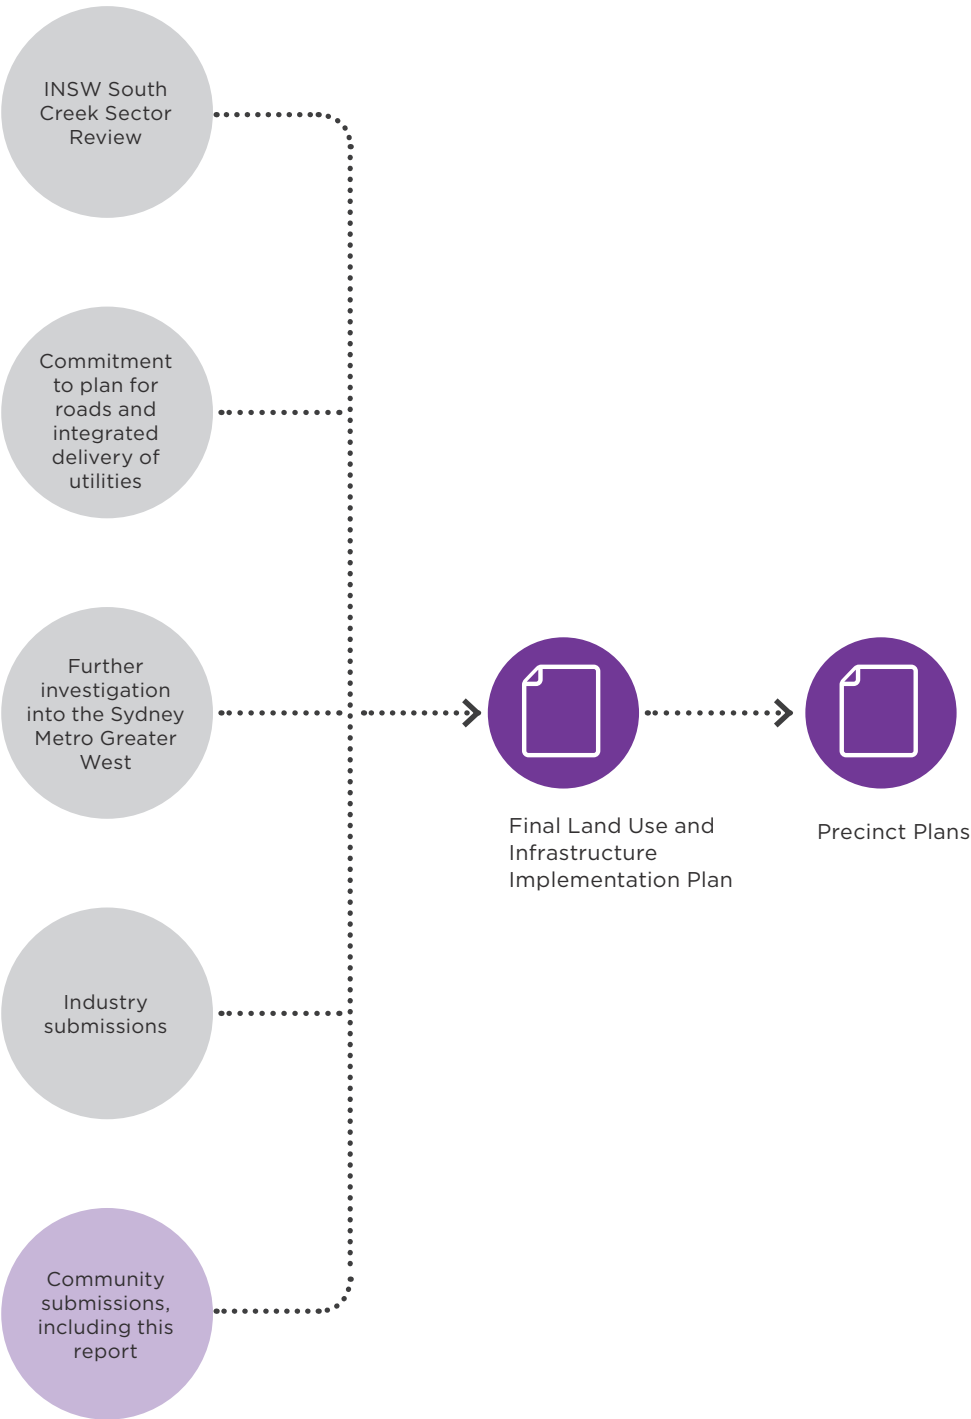 INSW South
Creek Sector
Review
Commitment
to plan for
roads and
integrated
delivery of
utilities
Further
investigation
into the Sydney
Metro Greater
West
Industry
submissions
Community
submissions,
including this
report
Final Land Use and
Infrastructure
Implementation Plan
Precinct Plans